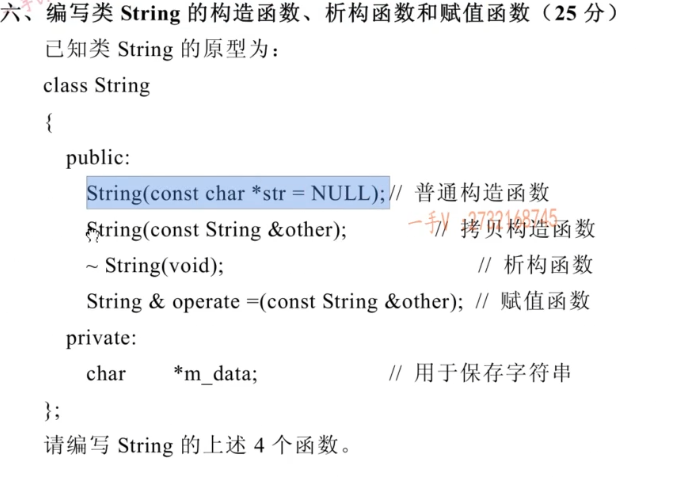 六、编写类 String 的构造函数、析构函数和赋值函数（25 分）
已知类 String 的原型为：
class String
{
public:
String(const char *str = NULL); // 普通构造函数
String(const String &other); // 拷贝构造函数
~ String(void); // 析构函数
String & operate =(const String &other); // 赋值函数
private:
char *m_data; // 用于保存字符串
};
请编写 String 的上述 4 个函数。